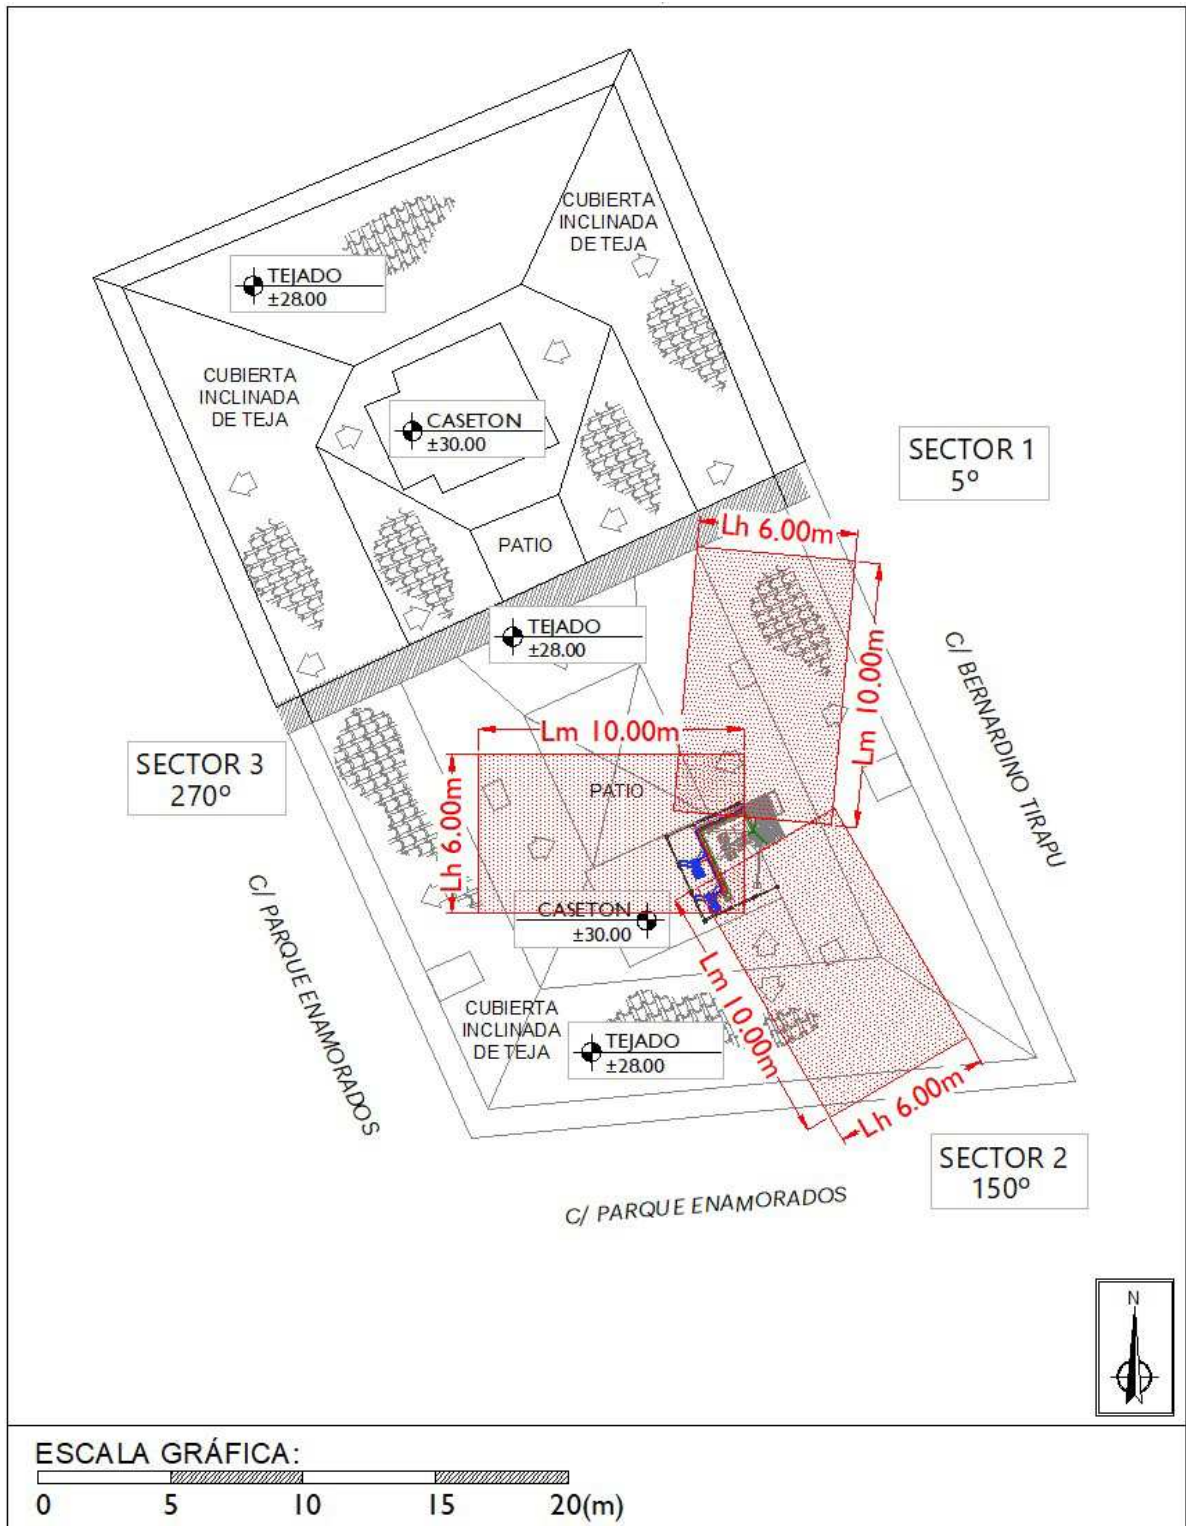 CUBIERTA
INCLINADA
DE TEJA
TEJADO
±28.00
CUBIERTA
INCLINADA
DE TEJA
CASETON
±30.00
SECTOR 1
5º
Lh 6.00m
PATIO
TEJADO
±28.00
Lm 10.00m
C/ BERNARDINO TIRAPU
Lm 10.00m
SECTOR 3
270º
PATIO
Lh 6.00m
CASETON
±30.00
C/ PARQUE ENAMORADOS
Lm 10.00m
CUBIERTA
INCLINADA
DE TEJA
TEJADO
±28.00
Lh 6.00m
SECTOR 2
150º
C/ PARQUE ENAMORADOS
N
ESCALA GRÁFICA:
0 5 10 15 20(m)